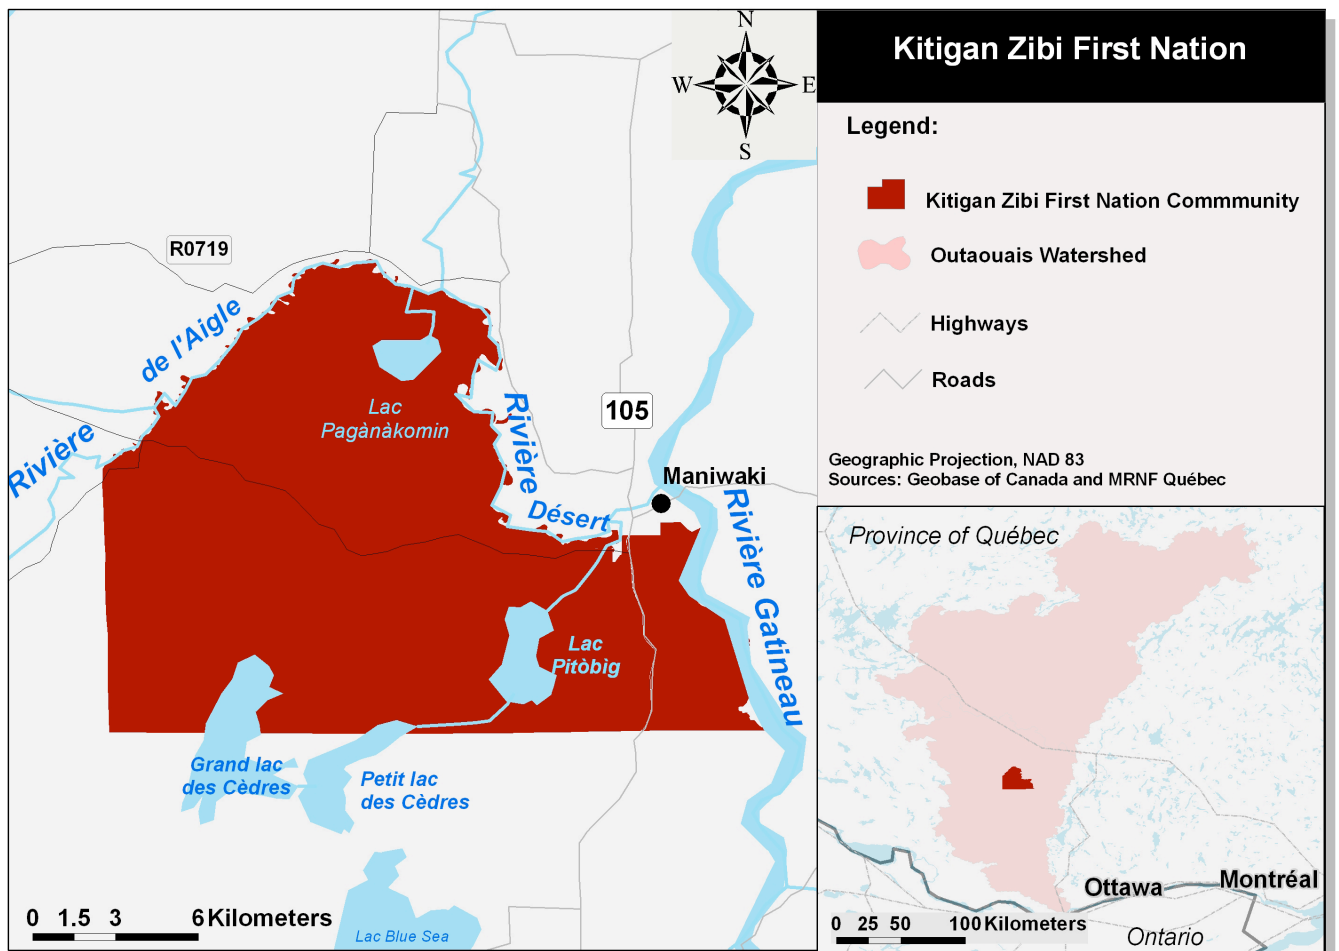 Kitigan Zibi First Nation
Legend:
Kitigan Zibi First Nation Commmunity
Outaouais Watershed
Highways
Roads
Geographic Projection, NAD 83
Sources: Geobase of Canada and MRNF Québec
N
W E
S
R0719
Rivière de l'Aigle
Lac
Pagànàkomin
105
Maniwaki
Rivière Désert
Rivière Gatineau
Lac
Pitòbig
Grand lac
des Cèdres
Petit lac
des Cèdres
Lac Blue Sea
0 1.5 3 6 Kilometers
Province of Québec
Ottawa
Montréal
Ontario
0 25 50 100 Kilometers